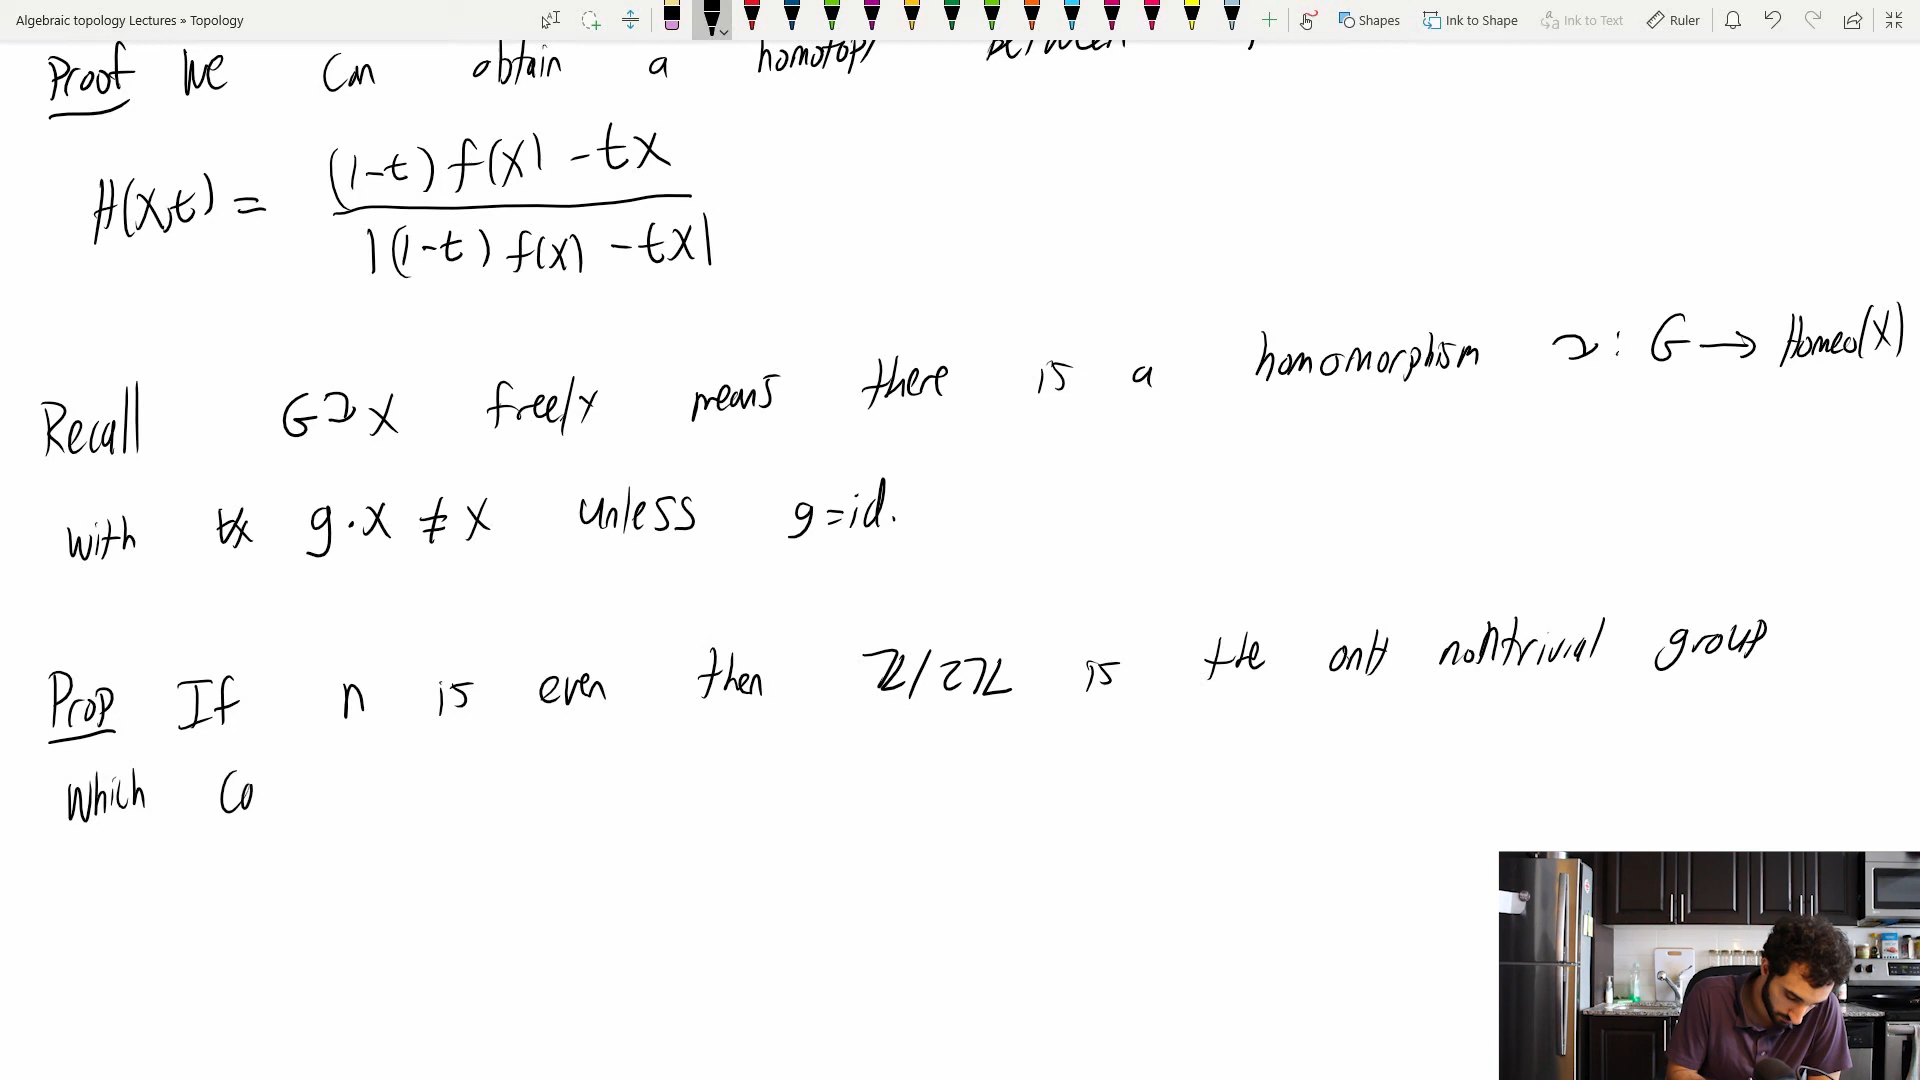 Algebraic topology Lectures » Topology
Shapes Ink to Shape Ink to Text Ruler
Proof We can obtain a homotopy between
H(x,t) = ((1-t) f(x) - tx) / |(1-t) f(x) - tx|
Recall G ⊃ X freely means there is a homomorphism ⊃: G → Homeo(X)
with ∀x g·x ≠ x unless g=id.
Prop If n is even then ℤ/2ℤ is the only nontrivial group
which co